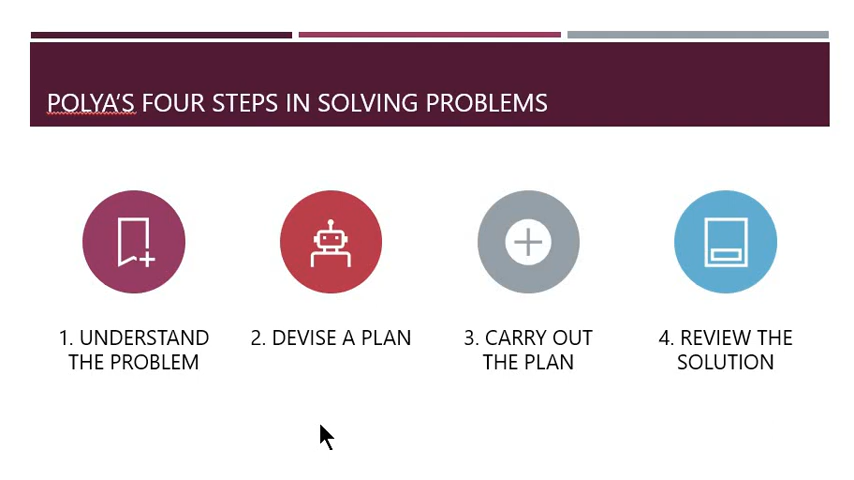 POLYA'S FOUR STEPS IN SOLVING PROBLEMS
1. UNDERSTAND
THE PROBLEM
2. DEVISE A PLAN
3. CARRY OUT
THE PLAN
4. REVIEW THE
SOLUTION